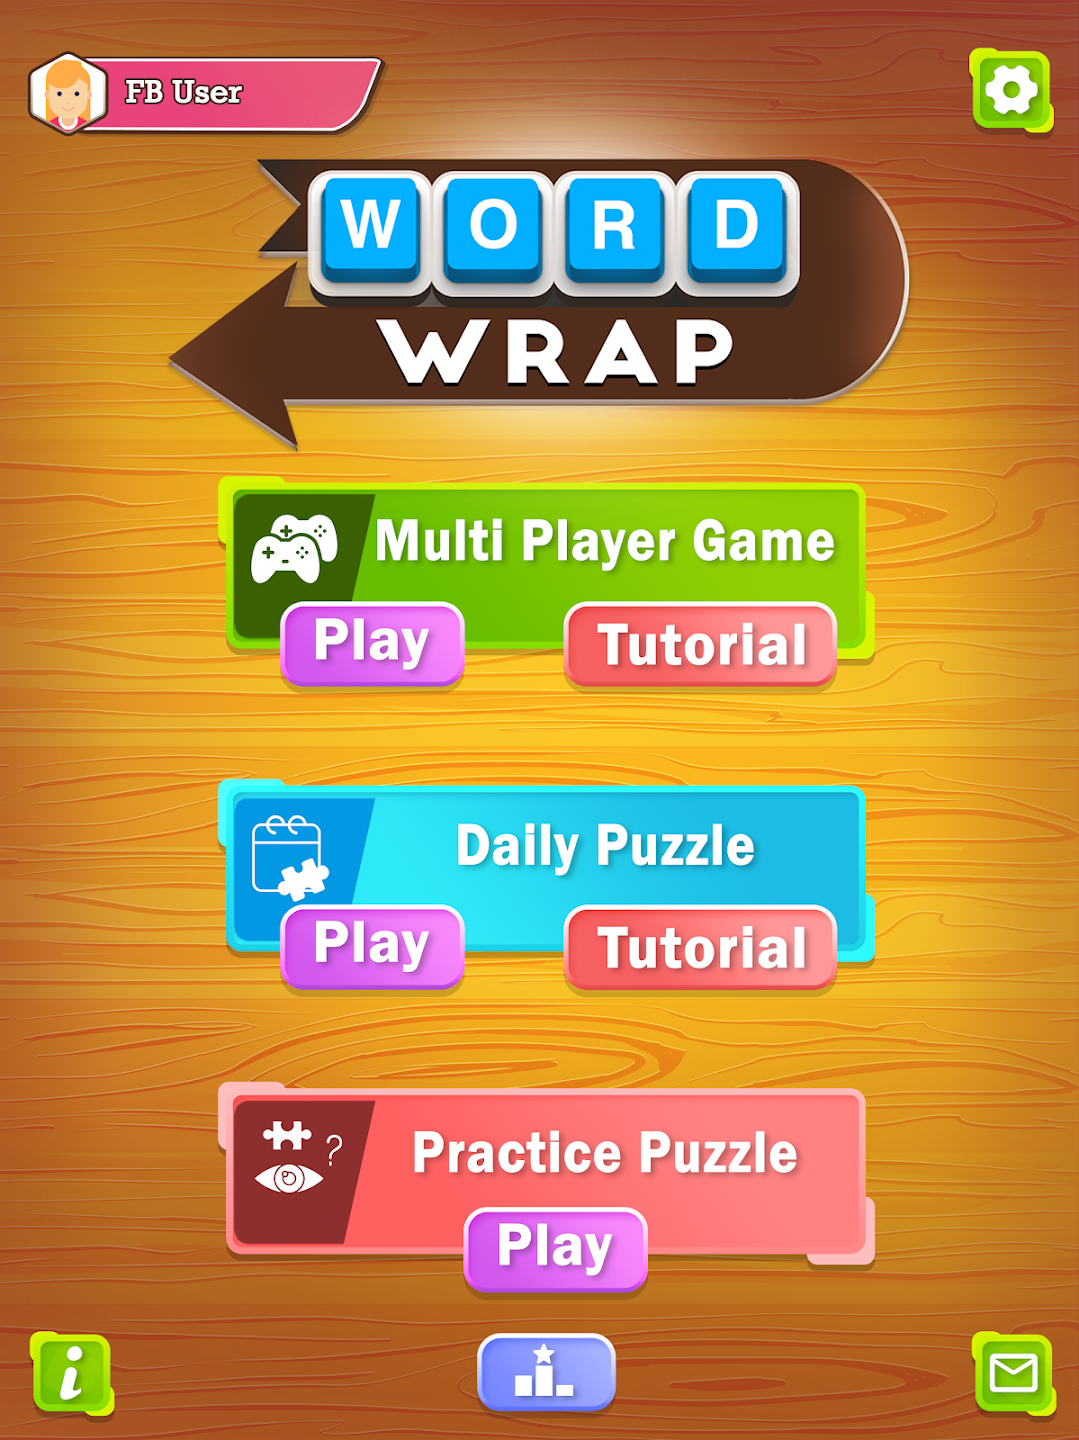 FB User
WORD
WRAP
Multi Player Game
Play
Tutorial
Daily Puzzle
Play
Tutorial
?
Practice Puzzle
Play
i